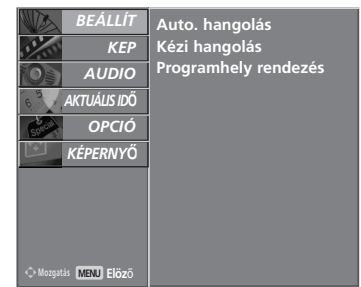 BEÁLLÍT
KEP
AUDIO
AKTUÁLIS IDŐ
OPCIÓ
KÉPERNYŐ
Auto. hangolás
Kézi hangolás
Programhely rendezés
Mozgatás MENU Előző